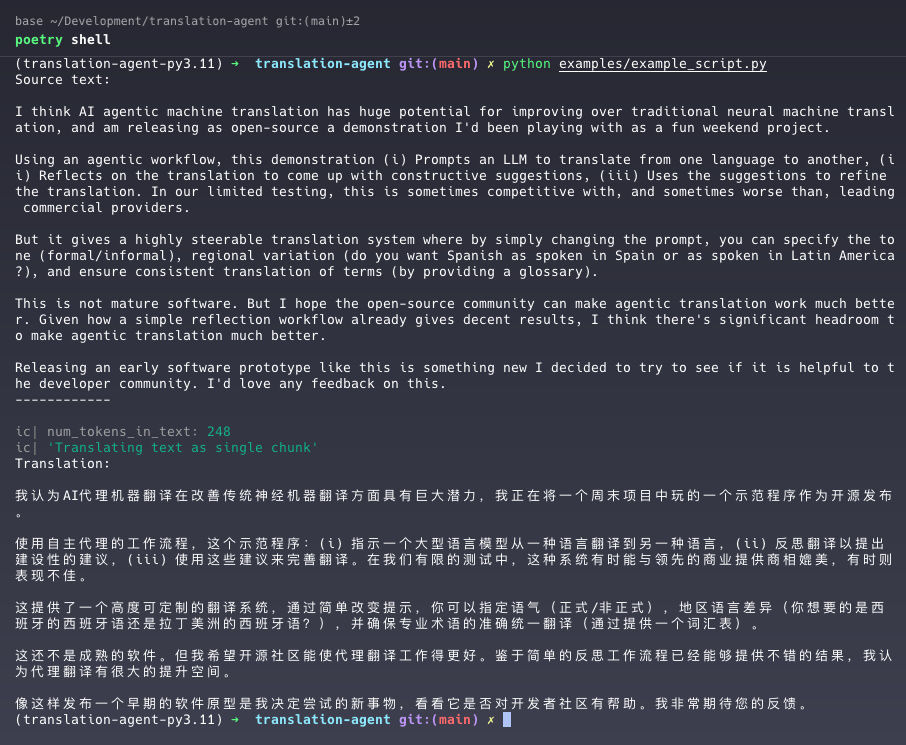 base ~/Development/translation-agent git:(main)±2
poetry shell
(translation-agent-py3.11) → translation-agent git:(main) ✗ python examples/example_script.py
Source text:
I think AI agentic machine translation has huge potential for improving over traditional neural machine transl
ation, and am releasing as open-source a demonstration I'd been playing with as a fun weekend project.
Using an agentic workflow, this demonstration (i) Prompts an LLM to translate from one language to another, (i
i) Reflects on the translation to come up with constructive suggestions, (iii) Uses the suggestions to refine
the translation. In our limited testing, this is sometimes competitive with, and sometimes worse than, leading
commercial providers.
But it gives a highly steerable translation system where by simply changing the prompt, you can specify the to
ne (formal/informal), regional variation (do you want Spanish as spoken in Spain or as spoken in Latin America
?), and ensure consistent translation of terms (by providing a glossary).
This is not mature software. But I hope the open-source community can make agentic translation work much bette
r. Given how a simple reflection workflow already gives decent results, I think there's significant headroom t
o make agentic translation much better.
Releasing an early software prototype like this is something new I decided to try to see if it is helpful to t
he developer community. I'd love any feedback on this.
------------
ic| num_tokens_in_text: 248
ic| 'Translating text as single chunk'
Translation:
我认为AI代理机器翻译在改善传统神经机器翻译方面具有巨大潜力，我正在将一个周末项目中玩的一个示范程序作为开源发布
。
使用自主代理的工作流程，这个示范程序：(i) 指示一个大型语言模型从一种语言翻译到另一种语言，(ii) 反思翻译以提出
建设性的建议，(iii) 使用这些建议来完善翻译。在我们有限的测试中，这种系统有时能与领先的商业提供商相媲美，有时则
表现不佳。
这提供了一个高度可定制的翻译系统，通过简单改变提示，你可以指定语气（正式/非正式），地区语言差异（你想要的是西
班牙的西班牙语还是拉丁美洲的西班牙语？），并确保专业术语的准确统一翻译（通过提供一个词汇表）。
这还不是成熟的软件。但我希望开源社区能使代理翻译工作得更好。鉴于简单的反思工作流程已经能够提供不错的结果，我认
为代理翻译有很大的提升空间。
像这样发布一个早期的软件原型是我决定尝试的新事物，看看它是否对开发者社区有帮助。我非常期待您的反馈。
(translation-agent-py3.11) → translation-agent git:(main) ✗